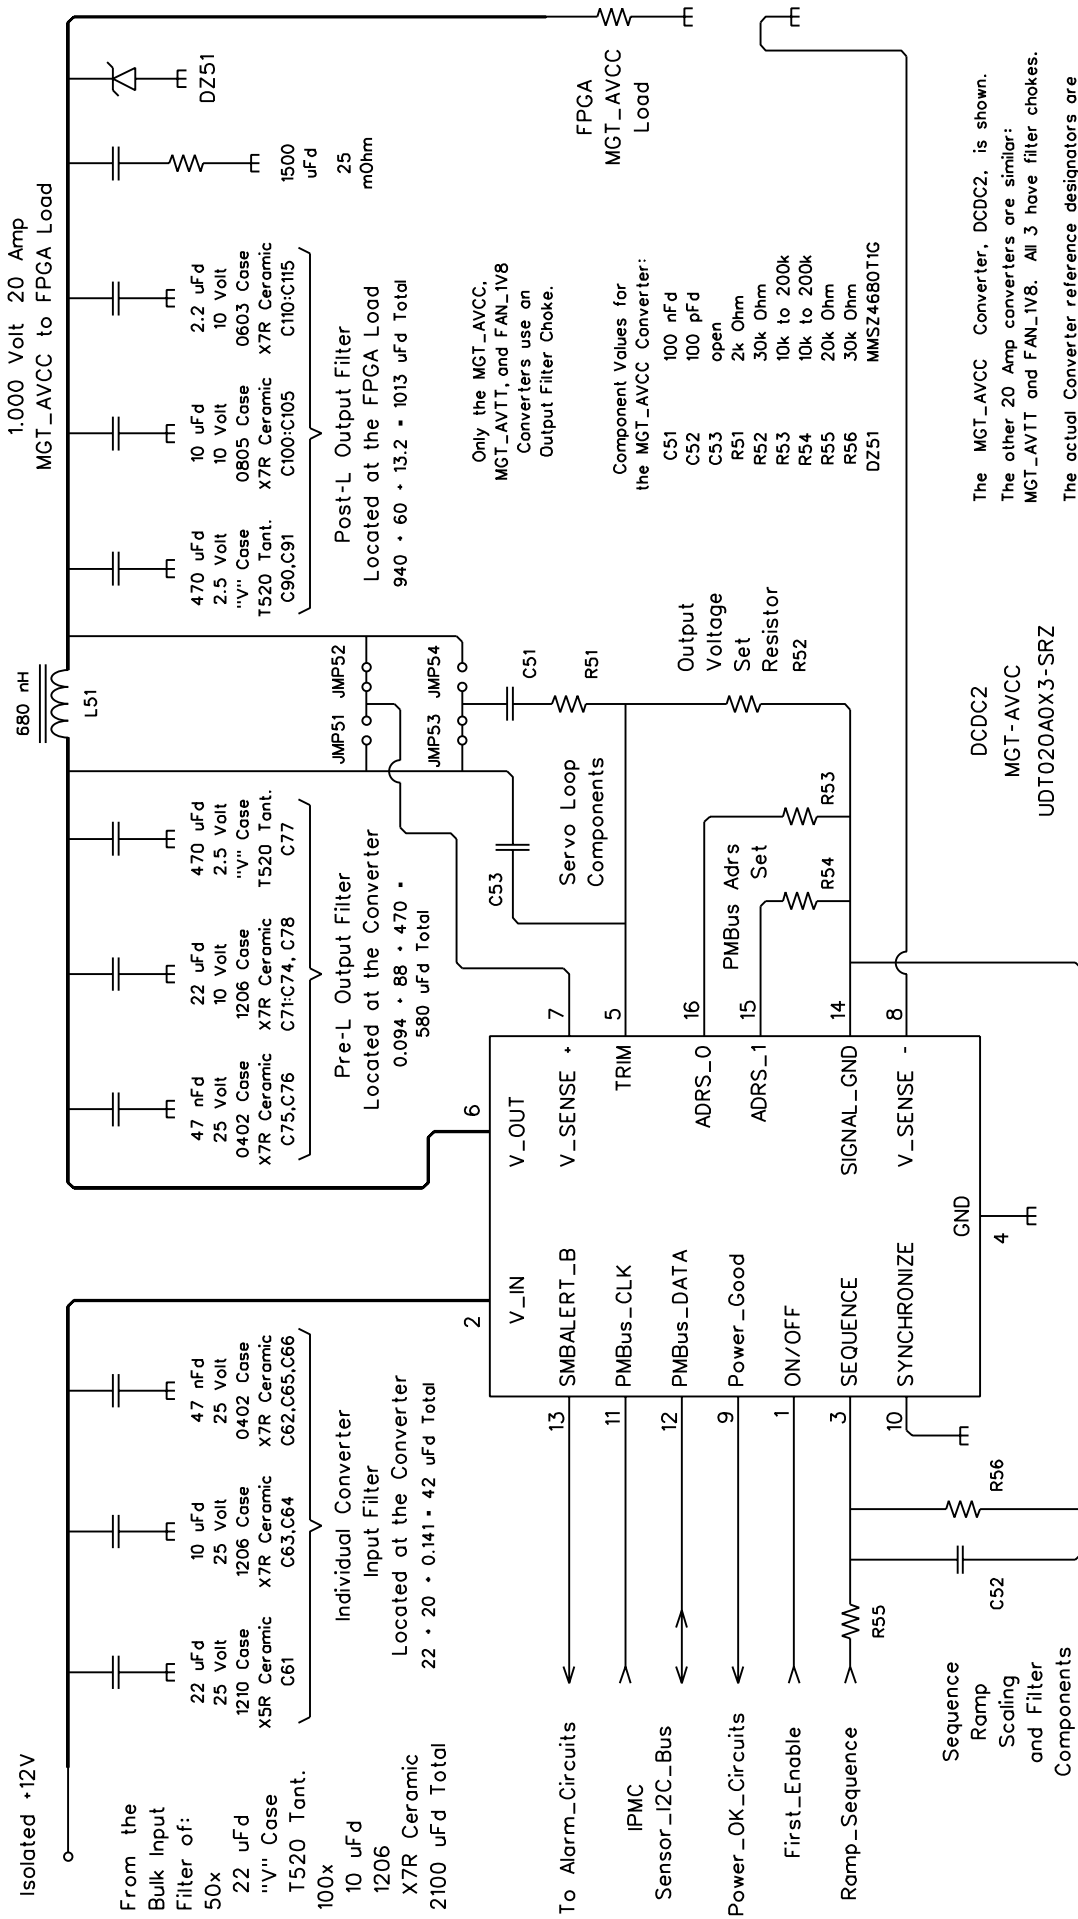 Isolated +12V
From the
Bulk Input
Filter of:
50x
22 uFd
"V" Case
T520 Tant.
100x
10 uFd
1206
X7R Ceramic
2100 uFd Total
22 uFd
25 Volt
1210 Case
X5R Ceramic
C61
10 uFd
25 Volt
1206 Case
X7R Ceramic
C63,C64
47 nFd
25 Volt
0402 Case
X7R Ceramic
C62,C65,C66
Individual Converter
Input Filter
Located at the Converter
22 + 20 + 0.141 = 42 uFd Total
47 nFd
25 Volt
0402 Case
X7R Ceramic
C75,C76
22 uFd
10 Volt
1206 Case
X7R Ceramic
C71:C74, C78
470 uFd
2.5 Volt
"V" Case
T520 Tant.
C77
Pre-L Output Filter
Located at the Converter
0.094 + 88 + 470 =
580 uFd Total
680 nH
L51
1.000 Volt 20 Amp
MGT_AVCC to FPGA Load
470 uFd
2.5 Volt
"V" Case
T520 Tant.
C90,C91
10 uFd
10 Volt
0805 Case
X7R Ceramic
C100:C105
2.2 uFd
10 Volt
0603 Case
X7R Ceramic
C110:C115
Post-L Output Filter
Located at the FPGA Load
940 + 60 + 13.2 = 1013 uFd Total
1500
uFd
25
mOhm
DZ51
FPGA
MGT_AVCC
Load
JMP51 JMP52
JMP53 JMP54
C53
C51
R51
Servo Loop
Components
Only the MGT_AVCC,
MGT_AVTT, and FAN_1V8
Converters use an
Output Filter Choke.
Component Values for
the MGT_AVCC Converter:
C51 100 nFd
C52 100 pFd
C53 open
R51 2k Ohm
R52 30k Ohm
R53 10k to 200k
R54 10k to 200k
R55 20k Ohm
R56 30k Ohm
DZ51 MMSZ4680T1G
Output
Voltage
Set
Resistor
R52
PMBus Adrs
Set
R53
R54
2
V_IN
6
V_OUT
13
SMBALERT_B
V_SENSE +
7
11
PMBus_CLK
TRIM
5
12
PMBus_DATA
ADRS_0
16
9
Power_Good
ADRS_1
15
1
ON/OFF
3
SEQUENCE
SIGNAL_GND
14
10
SYNCHRONIZE
V_SENSE -
8
GND
4
To Alarm_Circuits
IPMC
Sensor_I2C_Bus
Power_OK_Circuits
First_Enable
Ramp_Sequence
R55
C52
R56
Sequence
Ramp
Scaling
and Filter
Components
DCDC2
MGT-AVCC
UDT020A0X3-SRZ
The MGT_AVCC Converter, DCDC2, is shown.
The other 20 Amp converters are similar:
MGT_AVTT and FAN_1V8. All 3 have filter chokes.
The actual Converter reference designators are